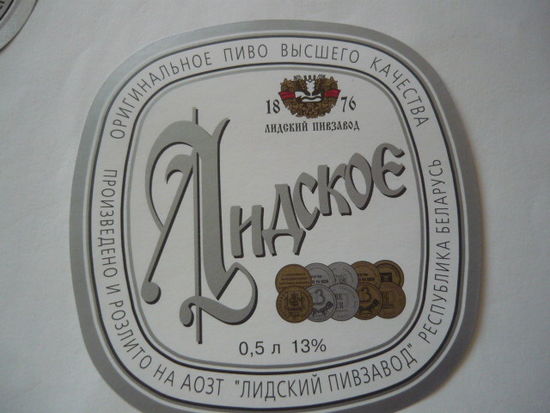 ОРИГИНАЛЬНОЕ ПИВО ВЫСШЕГО КАЧЕСТВА
18 76
ЛИДСКИЙ ПИВЗАВОД
Лидское
0,5 л 13%
ПРОИЗВЕДЕНО И РОЗЛИТО НА АОЗТ "ЛИДСКИЙ ПИВЗАВОД" РЕСПУБЛИКА БЕЛАРУСЬ